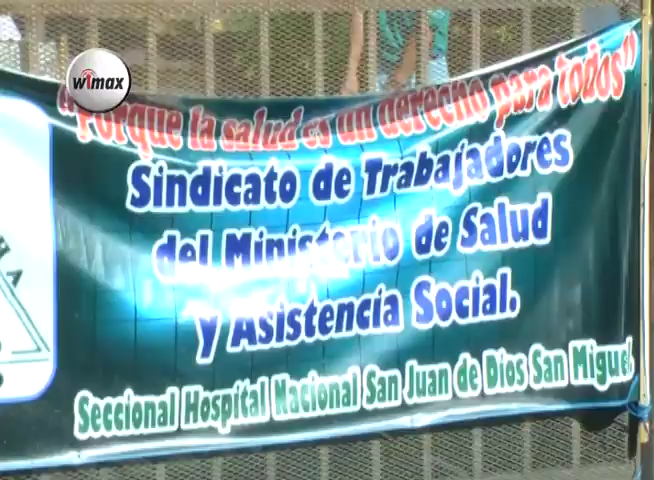 wimax
“Porque la salud es un derecho para todos”
Sindicato de Trabajadores
del Ministerio de Salud
y Asistencia Social.
Seccional Hospital Nacional San Juan de Dios San Miguel